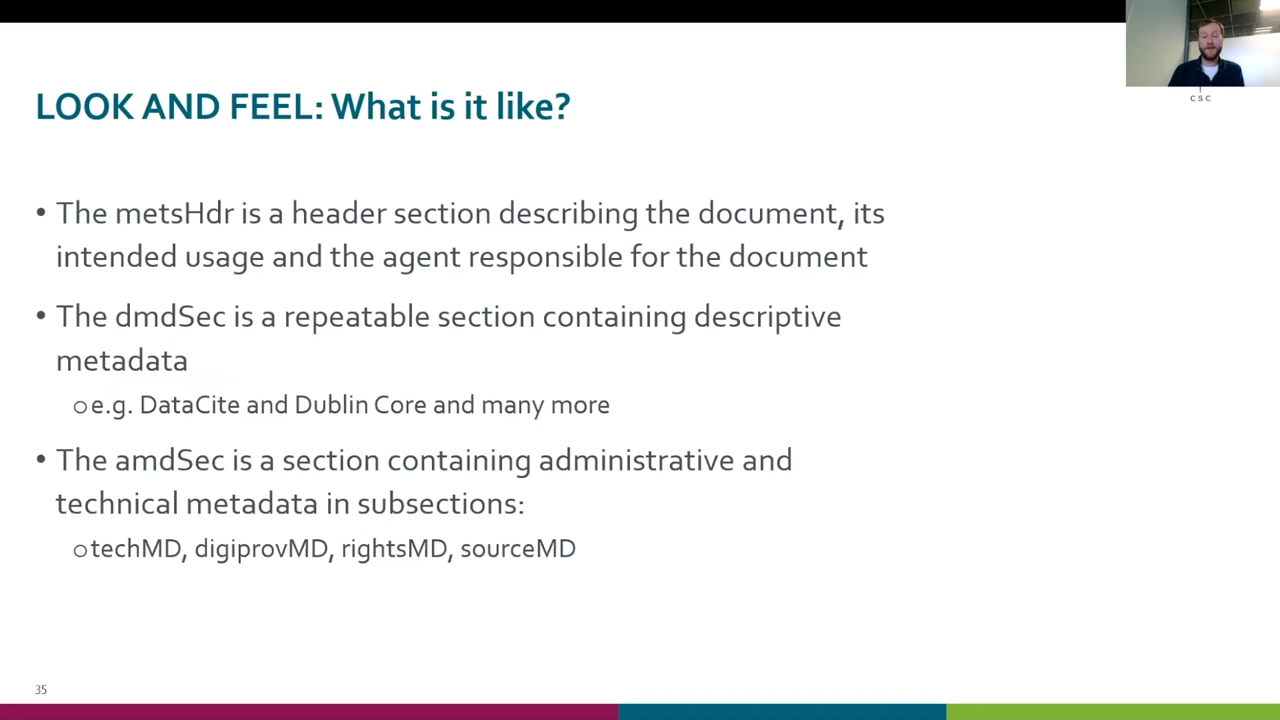 CSC
LOOK AND FEEL: What is it like?
• The metsHdr is a header section describing the document, its
intended usage and the agent responsible for the document
• The dmdSec is a repeatable section containing descriptive
metadata
o e.g. DataCite and Dublin Core and many more
• The amdSec is a section containing administrative and
technical metadata in subsections:
o techMD, digiprovMD, rightsMD, sourceMD
35